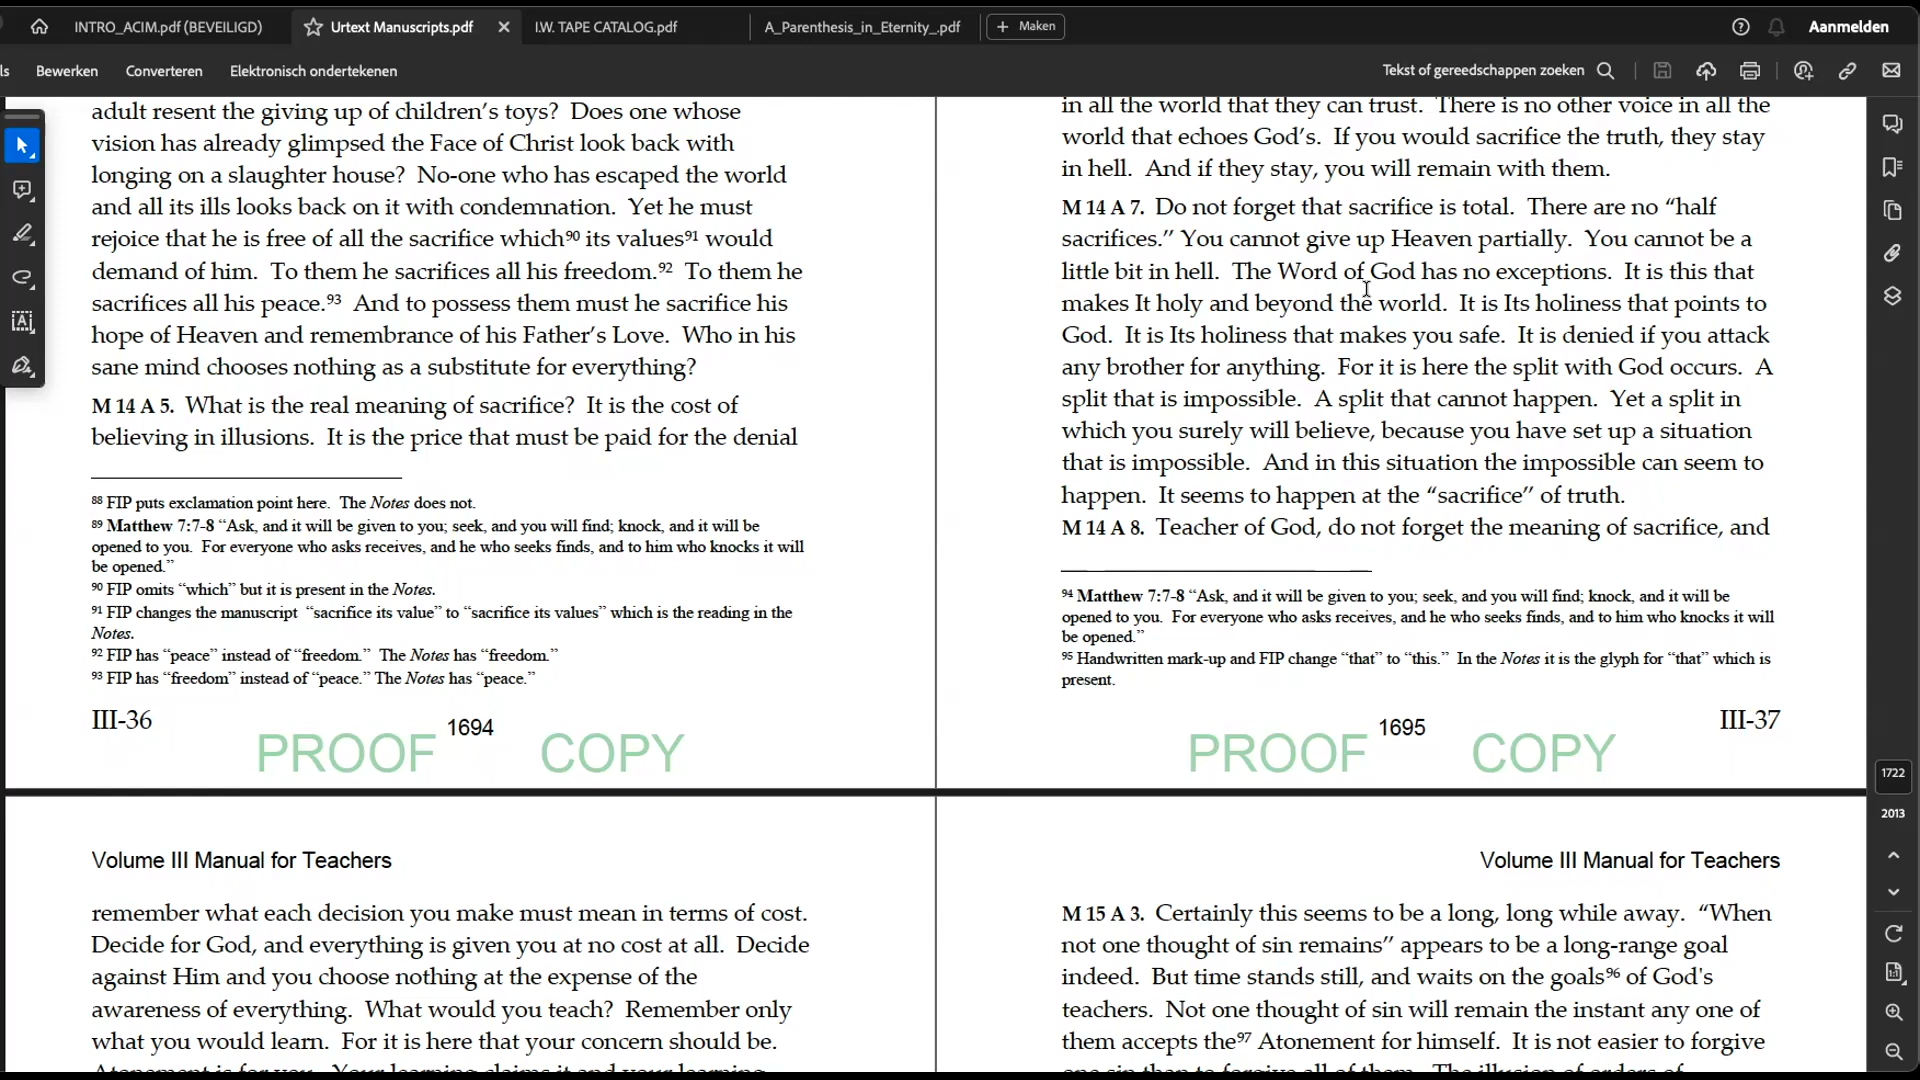 INTRO_ACIM.pdf (BEVEILIGD)
Urtext Manuscripts.pdf
I.W. TAPE CATALOG.pdf
A_Parenthesis_in_Eternity_.pdf
Maken
Aanmelden
ls
Bewerken
Converteren
Elektronisch ondertekenen
Tekst of gereedschappen zoeken
adult resent the giving up of children's toys? Does one whose
vision has already glimpsed the Face of Christ look back with
longing on a slaughter house? No-one who has escaped the world
and all its ills looks back on it with condemnation. Yet he must
rejoice that he is free of all the sacrifice which⁹⁰ its values⁹¹ would
demand of him. To them he sacrifices all his freedom.⁹² To them he
sacrifices all his peace.⁹³ And to possess them must he sacrifice his
hope of Heaven and remembrance of his Father's Love. Who in his
sane mind chooses nothing as a substitute for everything?
M 14 A 5. What is the real meaning of sacrifice? It is the cost of
believing in illusions. It is the price that must be paid for the denial
⁸⁸ FIP puts exclamation point here. The Notes does not.
⁸⁹ Matthew 7:7-8 “Ask, and it will be given to you; seek, and you will find; knock, and it will be
opened to you. For everyone who asks receives, and he who seeks finds, and to him who knocks it will
be opened.”
⁹⁰ FIP omits “which” but it is present in the Notes.
⁹¹ FIP changes the manuscript “sacrifice its value” to “sacrifice its values” which is the reading in the
Notes.
⁹² FIP has “peace” instead of “freedom.” The Notes has “freedom.”
⁹³ FIP has “freedom” instead of “peace.” The Notes has “peace.”
III-36
1694
PROOF COPY
in all the world that they can trust. There is no other voice in all the
world that echoes God's. If you would sacrifice the truth, they stay
in hell. And if they stay, you will remain with them.
M 14 A 7. Do not forget that sacrifice is total. There are no “half
sacrifices.” You cannot give up Heaven partially. You cannot be a
little bit in hell. The Word of God has no exceptions. It is this that
makes It holy and beyond the world. It is Its holiness that points to
God. It is Its holiness that makes you safe. It is denied if you attack
any brother for anything. For it is here the split with God occurs. A
split that is impossible. A split that cannot happen. Yet a split in
which you surely will believe, because you have set up a situation
that is impossible. And in this situation the impossible can seem to
happen. It seems to happen at the “sacrifice” of truth.
M 14 A 8. Teacher of God, do not forget the meaning of sacrifice, and
⁹⁴ Matthew 7:7-8 “Ask, and it will be given to you; seek, and you will find; knock, and it will be
opened to you. For everyone who asks receives, and he who seeks finds, and to him who knocks it will
be opened.”
⁹⁵ Handwritten mark-up and FIP change “that” to “this.” In the Notes it is the glyph for “that” which is
present.
1695
III-37
PROOF COPY
1722
2013
Volume III Manual for Teachers
remember what each decision you make must mean in terms of cost.
Decide for God, and everything is given you at no cost at all. Decide
against Him and you choose nothing at the expense of the
awareness of everything. What would you teach? Remember only
what you would learn. For it is here that your concern should be.
Atonement is for you. Your learning claims it and your learning
Volume III Manual for Teachers
M 15 A 3. Certainly this seems to be a long, long while away. “When
not one thought of sin remains” appears to be a long-range goal
indeed. But time stands still, and waits on the goals⁹⁶ of God's
teachers. Not one thought of sin will remain the instant any one of
them accepts the⁹⁷ Atonement for himself. It is not easier to forgive
one sin than to forgive all of them. The illusion of orders of